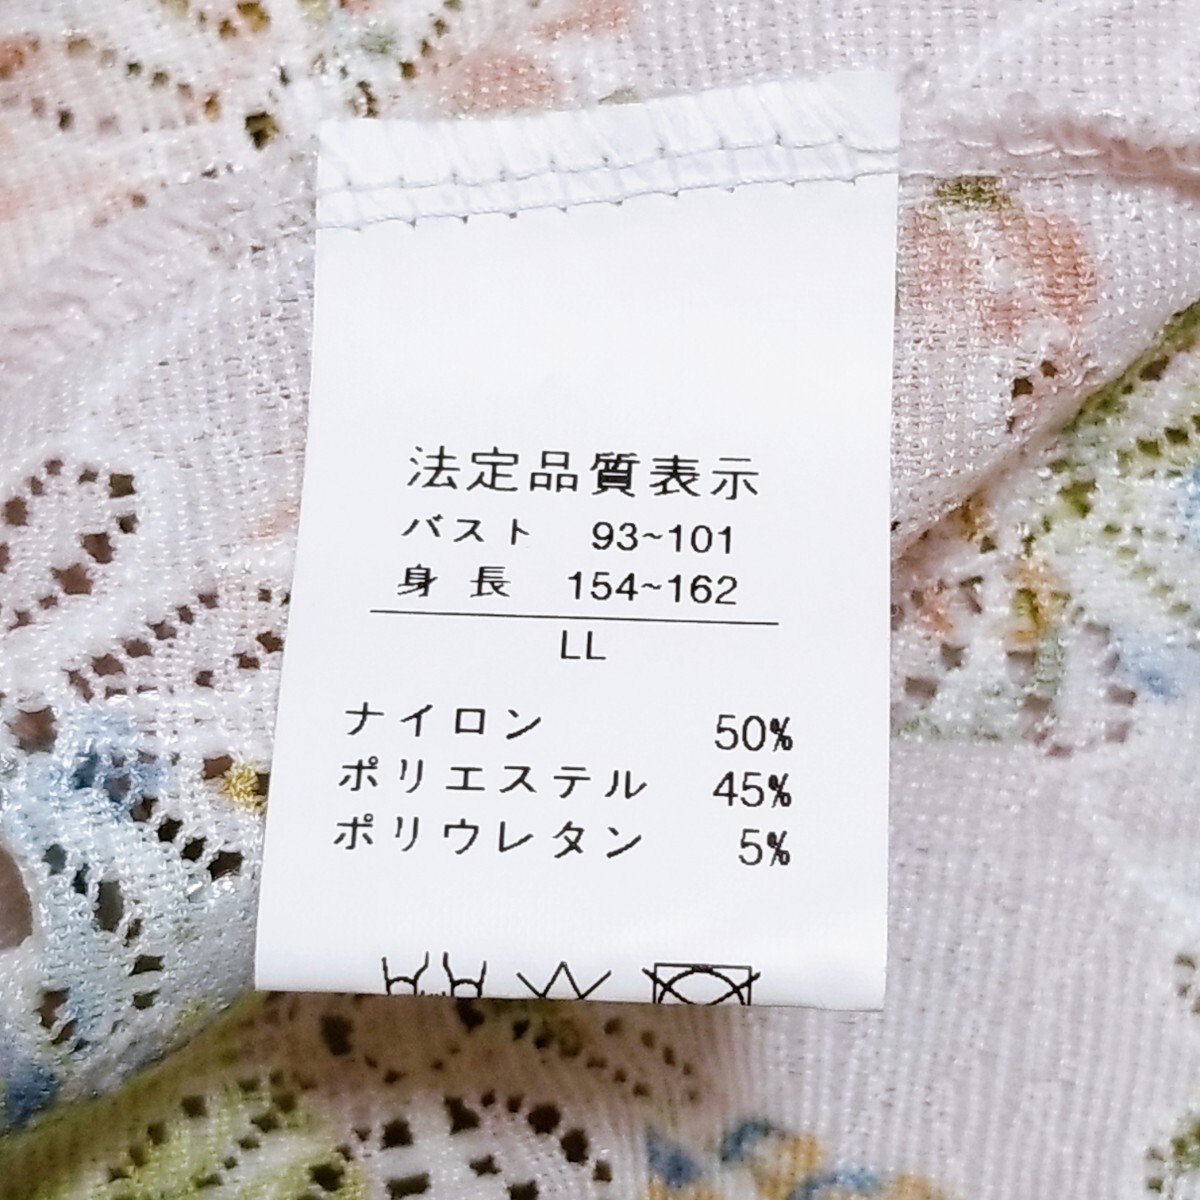 法定品質表示
バスト 93~101
身長 154~162
LL
ナイロン 50%
ポリエステル 45%
ポリウレタン 5%